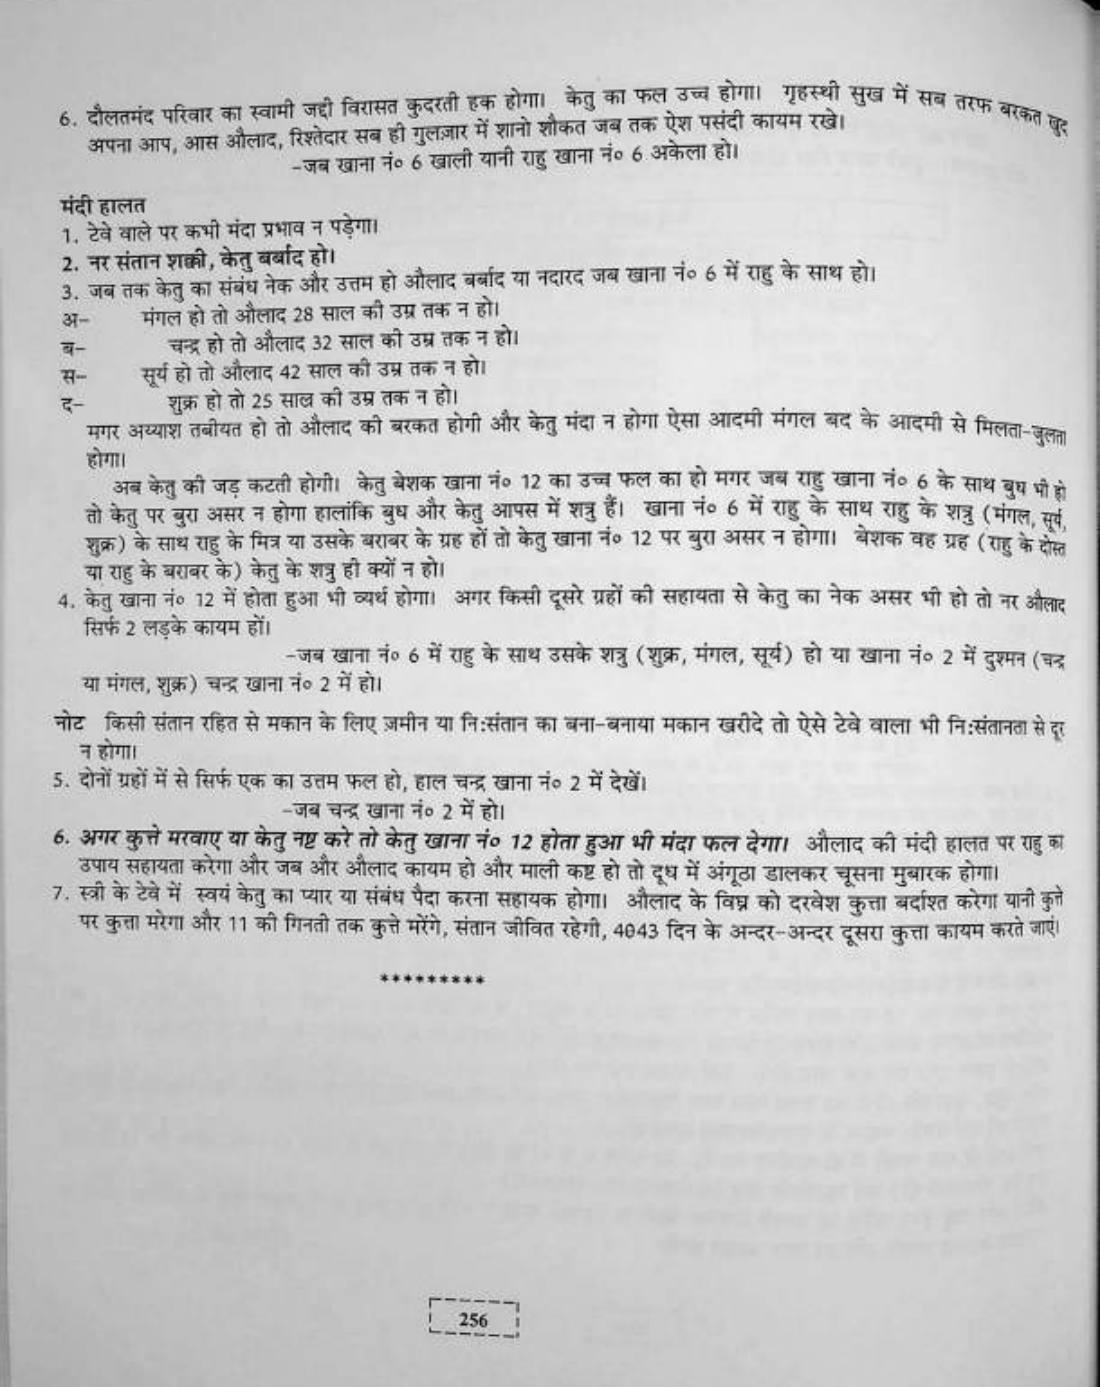 6. दौलतमंद परिवार का स्वामी जद्दी विरासत कुदरती हक होगा। केतु का फल उच्च होगा। गृहस्थी सुख में सब तरफ बरकत खुद
अपना आप, आस औलाद, रिश्तेदार सब ही गुलज़ार में शानो शौकत जब तक ऐश पसंदी कायम रखे।
-जब खाना नं० 6 खाली यानी राहु खाना नं० 6 अकेला हो।
मंदी हालत
1. टेवे वाले पर कभी मंदा प्रभाव न पड़ेगा।
2. नर संतान शक्की, केतु बर्बाद हो।
3. जब तक केतु का संबंध नेक और उत्तम हो औलाद बर्बाद या नदारद जब खाना नं० 6 में राहु के साथ हो।
अ- मंगल हो तो औलाद 28 साल की उम्र तक न हो।
ब- चन्द्र हो तो औलाद 32 साल की उम्र तक न हो।
स- सूर्य हो तो औलाद 42 साल की उम्र तक न हो।
द- शुक्र हो तो 25 साल की उम्र तक न हो।
मगर अय्याश तबीयत हो तो औलाद की बरकत होगी और केतु मंदा न होगा ऐसा आदमी मंगल बद के आदमी से मिलता-जुलता
होगा।
अब केतु की जड़ कटती होगी। केतु बेशक खाना नं० 12 का उच्च फल का हो मगर जब राहु खाना नं० 6 के साथ बुध भी हो
तो केतु पर बुरा असर न होगा हालांकि बुध और केतु आपस में शत्रु हैं। खाना नं० 6 में राहु के साथ राहु के शत्रु (मंगल, सूर्य,
शुक्र) के साथ राहु के मित्र या उसके बराबर के ग्रह हों तो केतु खाना नं० 12 पर बुरा असर न होगा। बेशक वह ग्रह (राहु के दोस्त
या राहु के बराबर के) केतु के शत्रु ही क्यों न हो।
4. केतु खाना नं० 12 में होता हुआ भी व्यर्थ होगा। अगर किसी दूसरे ग्रहों की सहायता से केतु का नेक असर भी हो तो नर औलाद
सिर्फ 2 लड़के कायम हों।
-जब खाना नं० 6 में राहु के साथ उसके शत्रु (शुक्र, मंगल, सूर्य) हो या खाना नं० 2 में दुश्मन (चन्द्र
या मंगल, शुक्र) चन्द्र खाना नं० 2 में हो।
नोट किसी संतान रहित से मकान के लिए ज़मीन या नि:संतान का बना-बनाया मकान खरीदे तो ऐसे टेवे वाला भी नि:संतानता से दूर
न होगा।
5. दोनों ग्रहों में से सिर्फ एक का उत्तम फल हो, हाल चन्द्र खाना नं० 2 में देखें।
-जब चन्द्र खाना नं० 2 में हो।
6. अगर कुत्ते मरवाए या केतु नष्ट करे तो केतु खाना नं० 12 होता हुआ भी मंदा फल देगा। औलाद की मंदी हालत पर राहु का
उपाय सहायता करेगा और जब और औलाद कायम हो और माली कष्ट हो तो दूध में अंगूठा डालकर चूसना मुबारक होगा।
7. स्त्री के टेवे में स्वयं केतु का प्यार या संबंध पैदा करना सहायक होगा। औलाद के विघ्न को दरवेश कुत्ता बर्दाश्त करेगा यानी कुत्ते
पर कुत्ता मरेगा और 11 की गिनती तक कुत्ते मरेंगे, संतान जीवित रहेगी, 4043 दिन के अन्दर-अन्दर दूसरा कुत्ता कायम करते जाएं।
*********
256